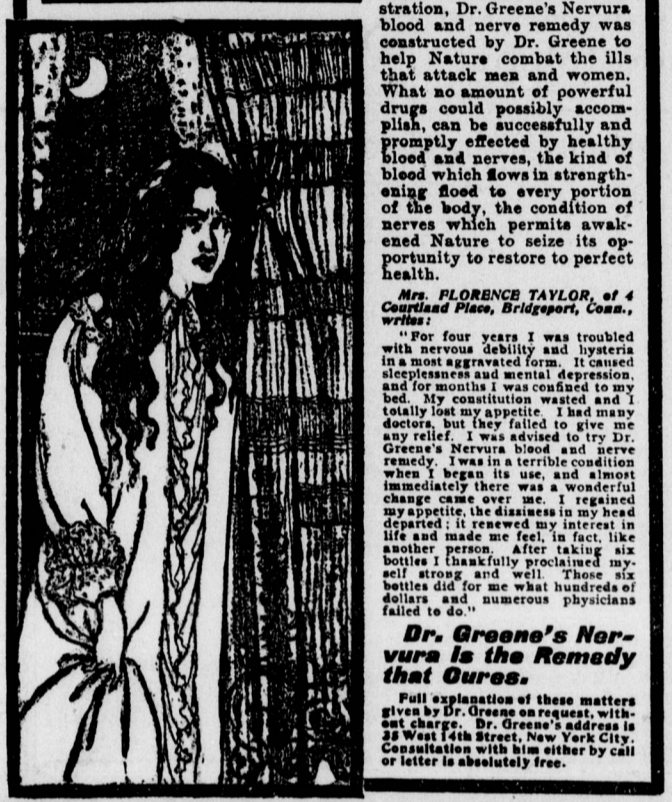 stration, Dr. Greene's Nervura
blood and nerve remedy was
constructed by Dr. Greene to
help Nature combat the ills
that attack men and women.
What no amount of powerful
drugs could possibly accom-
plish, can be successfully and
promptly effected by healthy
blood and nerves, the kind of
blood which flows in strength-
ening flood to every portion
of the body, the condition of
nerves which permits awak-
ened Nature to seize its op-
portunity to restore to perfect
health.
Mrs. FLORENCE TAYLOR, of 4
Courtland Place, Bridgeport, Conn.,
writes:
"For four years I was troubled
with nervous debility and hysteria
in a most aggravated form. It caused
sleeplessness and mental depression,
and for months I was confined to my
bed. My constitution wasted and I
totally lost my appetite. I had many
doctors, but they failed to give me
any relief. I was advised to try Dr.
Greene's Nervura blood and nerve
remedy. I was in a terrible condition
when I began its use, and almost
immediately there was a wonderful
change came over me. I regained
my appetite, the dizziness in my head
departed; it renewed my interest in
life and made me feel, in fact, like
another person. After taking six
bottles I thankfully proclaimed my-
self strong and well. Those six
bottles did for me what hundreds of
dollars and numerous physicians
failed to do."
Dr. Greene's Ner-
vura Is the Remedy
that Cures.
Full explanation of these matters
given by Dr. Greene on request, with-
out charge. Dr. Greene's address is
35 West 14th Street, New York City.
Consultation with him either by call
or letter is absolutely free.